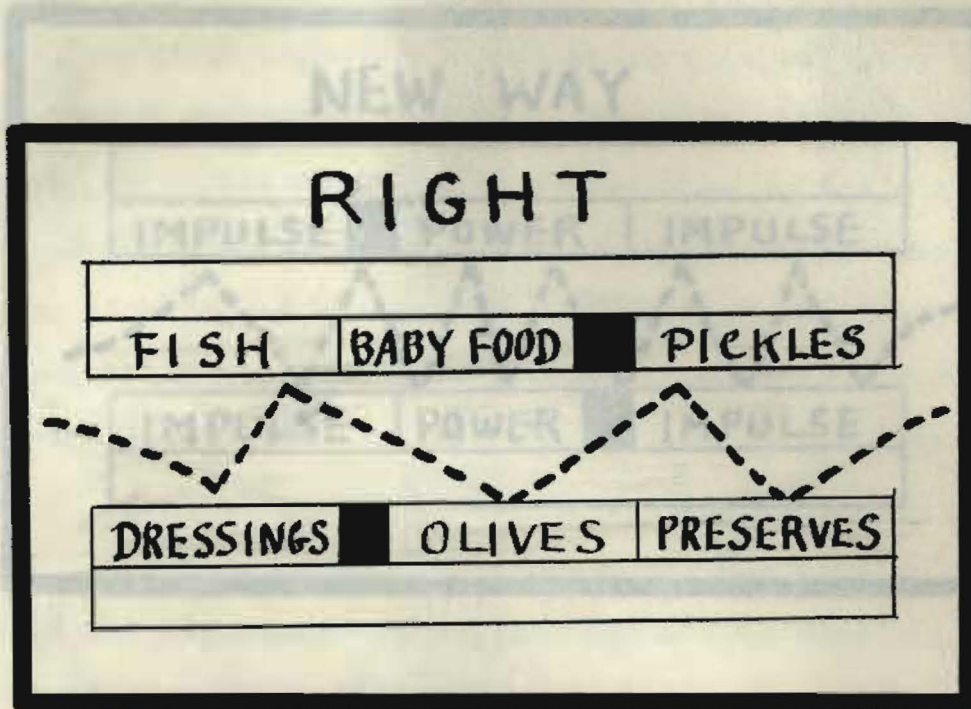 NEW WAY
RIGHT
IMPULSE POWER IMPULSE
FISH BABY FOOD PICKLES
IMPULSE POWER IMPULSE
DRESSINGS OLIVES PRESERVES